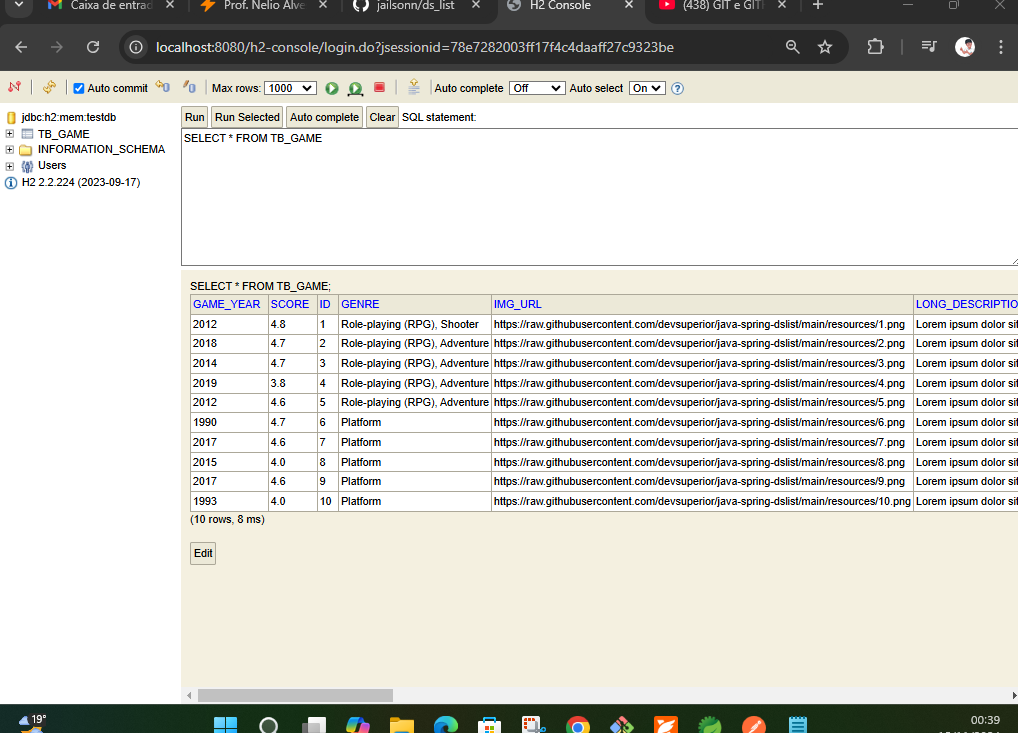 Caixa de entrad
Prof. Nelio Alve
jailsonn/ds_list
H2 Console
(438) GIT e GITI
localhost:8080/h2-console/login.do?jsessionid=78e7282003ff17f4c4daaff27c9323be
Auto commit
Max rows: 1000
Auto complete Off
Auto select On
jdbc:h2:mem:testdb
TB_GAME
INFORMATION_SCHEMA
Users
H2 2.2.224 (2023-09-17)
Run Run Selected Auto complete Clear SQL statement:
SELECT * FROM TB_GAME
SELECT * FROM TB_GAME;
GAME_YEAR SCORE ID GENRE IMG_URL LONG_DESCRIPTIO
2012 4.8 1 Role-playing (RPG), Shooter https://raw.githubusercontent.com/devsuperior/java-spring-dslist/main/resources/1.png Lorem ipsum dolor sit
2018 4.7 2 Role-playing (RPG), Adventure https://raw.githubusercontent.com/devsuperior/java-spring-dslist/main/resources/2.png Lorem ipsum dolor sit
2014 4.7 3 Role-playing (RPG), Adventure https://raw.githubusercontent.com/devsuperior/java-spring-dslist/main/resources/3.png Lorem ipsum dolor sit
2019 3.8 4 Role-playing (RPG), Adventure https://raw.githubusercontent.com/devsuperior/java-spring-dslist/main/resources/4.png Lorem ipsum dolor sit
2012 4.6 5 Role-playing (RPG), Adventure https://raw.githubusercontent.com/devsuperior/java-spring-dslist/main/resources/5.png Lorem ipsum dolor sit
1990 4.7 6 Platform https://raw.githubusercontent.com/devsuperior/java-spring-dslist/main/resources/6.png Lorem ipsum dolor sit
2017 4.6 7 Platform https://raw.githubusercontent.com/devsuperior/java-spring-dslist/main/resources/7.png Lorem ipsum dolor sit
2015 4.0 8 Platform https://raw.githubusercontent.com/devsuperior/java-spring-dslist/main/resources/8.png Lorem ipsum dolor sit
2017 4.6 9 Platform https://raw.githubusercontent.com/devsuperior/java-spring-dslist/main/resources/9.png Lorem ipsum dolor sit
1993 4.0 10 Platform https://raw.githubusercontent.com/devsuperior/java-spring-dslist/main/resources/10.png Lorem ipsum dolor sit
(10 rows, 8 ms)
Edit
19°
00:39